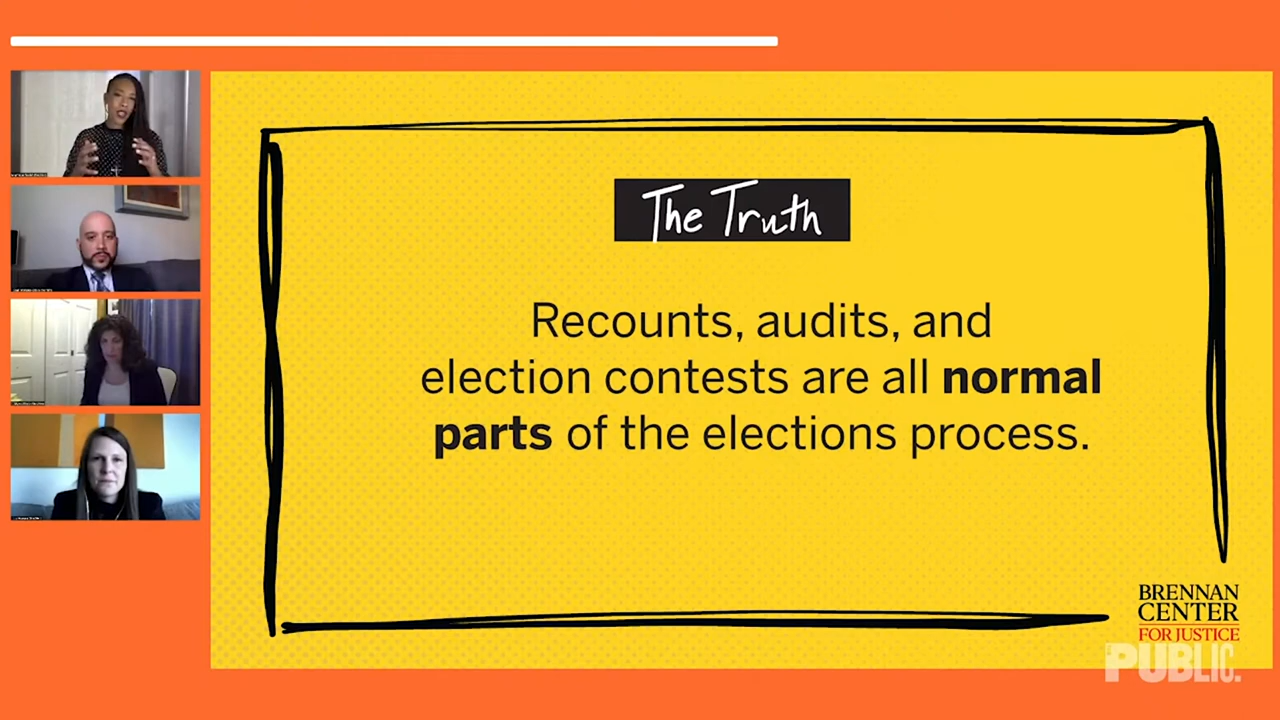 The Truth
Recounts, audits, and
election contests are all normal
parts of the elections process.
BRENNAN
CENTER
FOR JUSTICE
PUBLIC.